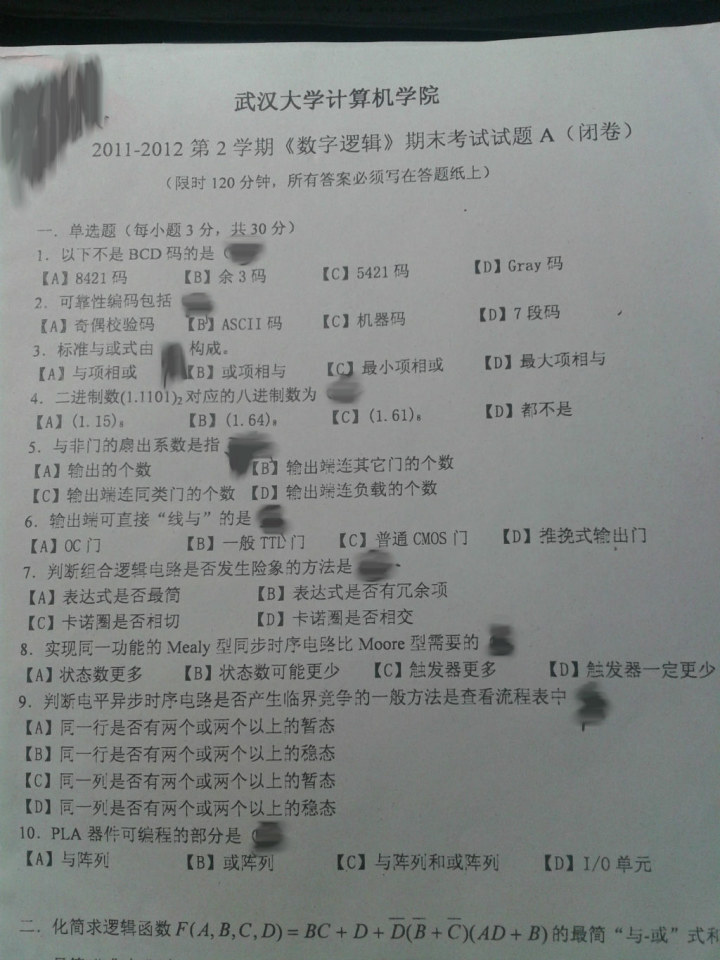 武汉大学计算机学院
2011-2012 第 2 学期《数字逻辑》期末考试试题 A（闭卷）
（限时 120 分钟，所有答案必须写在答题纸上）
一．单选题（每小题 3 分，共 30 分）
1．以下不是 BCD 码的是（
【A】8421 码 【B】余 3 码 【C】5421 码 【D】Gray 码
2．可靠性编码包括
【A】奇偶校验码 【B】ASCII 码 【C】机器码 【D】7 段码
3．标准与或式由 构成。
【A】与项相或 【B】或项相与 【C】最小项相或 【D】最大项相与
4．二进制数(1.1101)₂对应的八进制数为
【A】(1.15)₈ 【B】(1.64)₈ 【C】(1.61)₈ 【D】都不是
5．与非门的扇出系数是指
【A】输出的个数 【B】输出端连其它门的个数
【C】输出端连同类门的个数 【D】输出端连负载的个数
6．输出端可直接“线与”的是
【A】OC 门 【B】一般 TTL 门 【C】普通 CMOS 门 【D】推挽式输出门
7．判断组合逻辑电路是否发生险象的方法是
【A】表达式是否最简 【B】表达式是否有冗余项
【C】卡诺圈是否相切 【D】卡诺圈是否相交
8．实现同一功能的 Mealy 型同步时序电路比 Moore 型需要的
【A】状态数更多 【B】状态数可能更少 【C】触发器更多 【D】触发器一定更少
9．判断电平异步时序电路是否产生临界竞争的一般方法是查看流程表中
【A】同一行是否有两个或两个以上的暂态
【B】同一行是否有两个或两个以上的稳态
【C】同一列是否有两个或两个以上的暂态
【D】同一列是否有两个或两个以上的稳态
10．PLA 器件可编程的部分是（
【A】与阵列 【B】或阵列 【C】与阵列和或阵列 【D】I/O 单元
二．化简求逻辑函数 F(A,B,C,D) = BC + D + D̅(B̅ + C̅)(AD + B) 的最简“与-或”式和